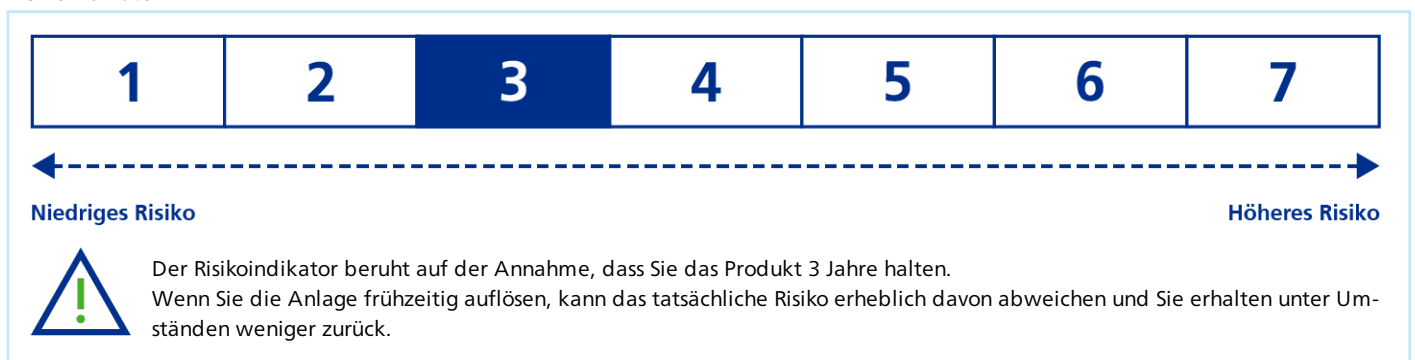 1 2 3 4 5 6 7
Niedriges Risiko Höheres Risiko
Der Risikoindikator beruht auf der Annahme, dass Sie das Produkt 3 Jahre halten.
Wenn Sie die Anlage frühzeitig auflösen, kann das tatsächliche Risiko erheblich davon abweichen und Sie erhalten unter Um-
ständen weniger zurück.